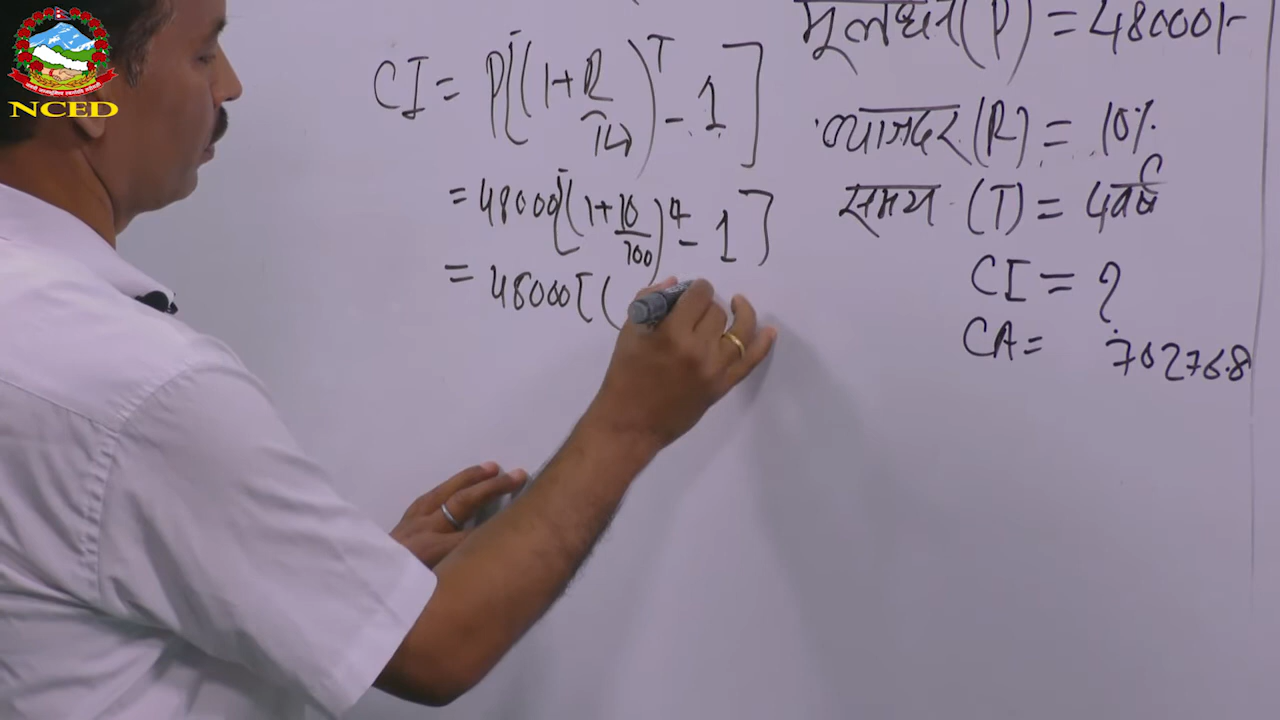 NCED
मूलधन (P) = 48000/-
CI = P[(1+R/100)^T - 1]
ब्याजदर (R) = 10%
= 48000[(1+10/100)^4 - 1]
समय (T) = 4 वर्ष
= 48000[(
CI = ?
CA = 70276.8